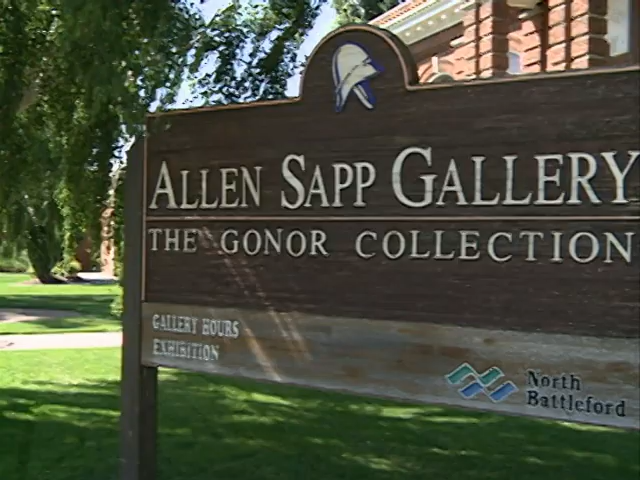 ALLEN SAPP GALLERY
THE GONOR COLLECTION
GALLERY HOURS
EXHIBITION
North
Battleford